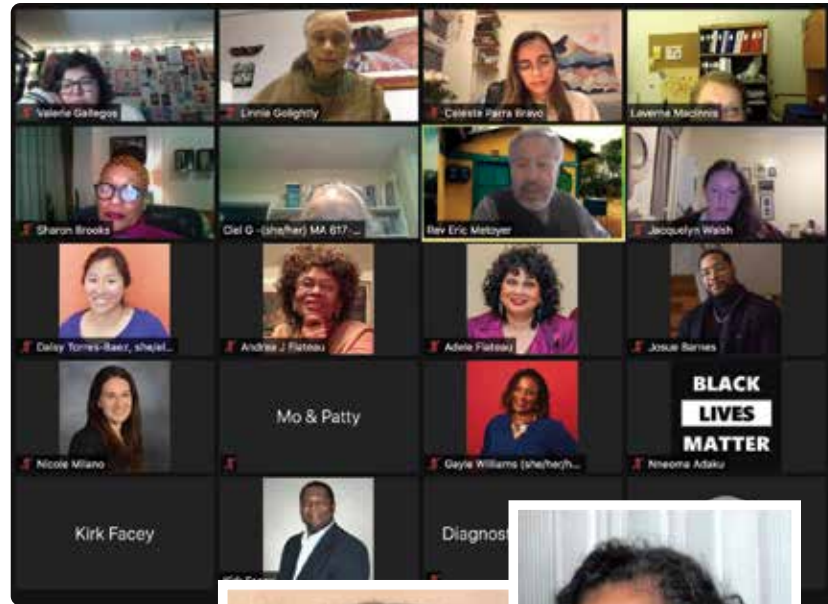 Valerie Gallegos
Linnie Golightly
Celeste Parra Bravo
Laverne MacInnis
Sharon Brooks
Ciel G -(she/her) MA 617-...
Rev Eric Metoyer
Jacquelyn Walsh
Daisy Torres-Baez, she/el...
Andrea J Flateau
Adele Flateau
Josue Barnes
Nicole Milano
Mo & Patty
Gayle Williams (she/her/h...
BLACK
LIVES
MATTER
Nneoma Adaku
Kirk Facey
Kirk Facey
Diagnost